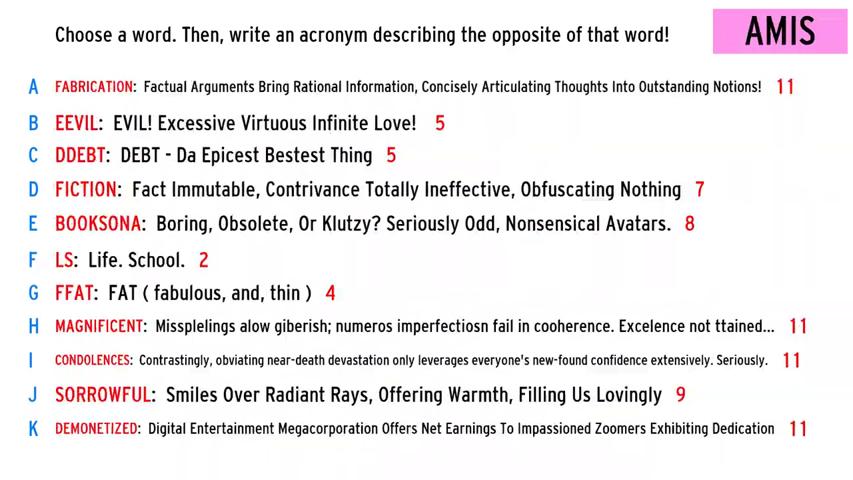 Choose a word. Then, write an acronym describing the opposite of that word!
AMIS
A FABRICATION: Factual Arguments Bring Rational Information, Concisely Articulating Thoughts Into Outstanding Notions! 11
B EEVIL: EVIL! Excessive Virtuous Infinite Love! 5
C DDEBT: DEBT - Da Epicest Bestest Thing 5
D FICTION: Fact Immutable, Contrivance Totally Ineffective, Obfuscating Nothing 7
E BOOKSONA: Boring, Obsolete, Or Klutzy? Seriously Odd, Nonsensical Avatars. 8
F LS: Life. School. 2
G FFAT: FAT ( fabulous, and, thin ) 4
H MAGNIFICENT: Missplelings alow giberish; numeros imperfectiosn fail in cooherence. Excelence not ttained... 11
I CONDOLENCES: Contrastingly, obviating near-death devastation only leverages everyone's new-found confidence extensively. Seriously. 11
J SORROWFUL: Smiles Over Radiant Rays, Offering Warmth, Filling Us Lovingly 9
K DEMONETIZED: Digital Entertainment Megacorporation Offers Net Earnings To Impassioned Zoomers Exhibiting Dedication 11